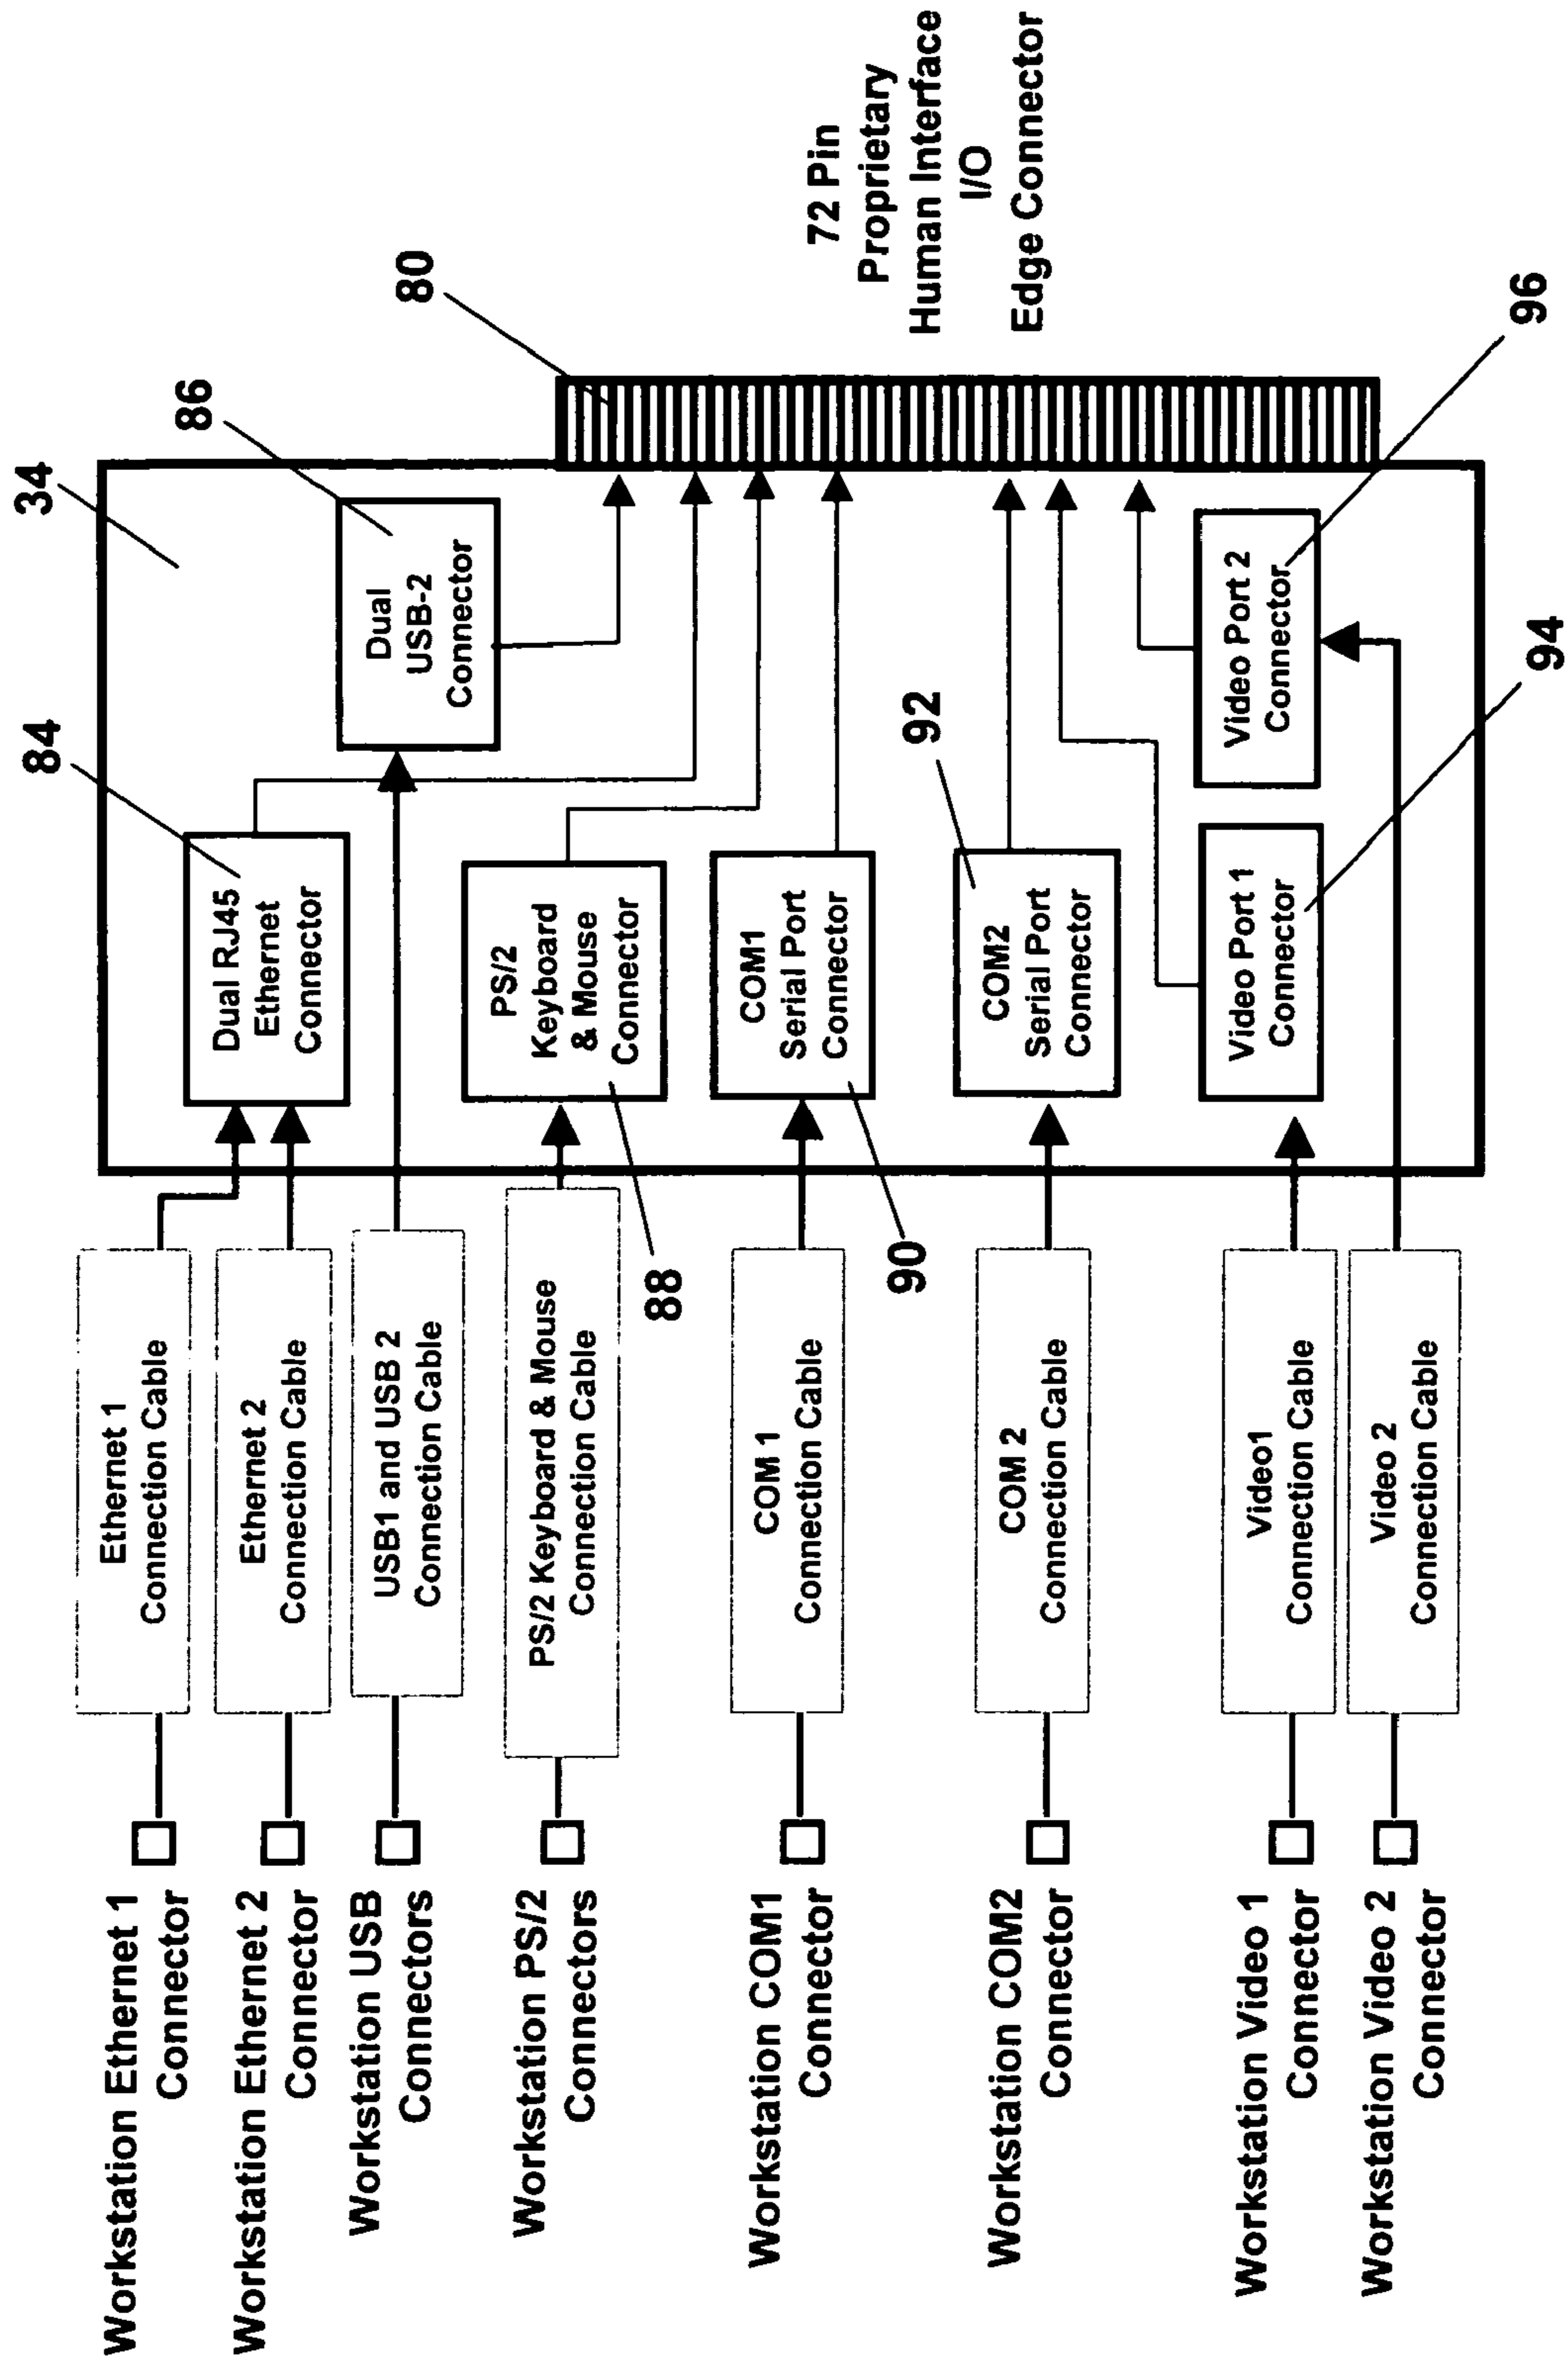 Workstation Ethernet 1
Connector
Workstation Ethernet 2
Connector
Workstation USB
Connectors
Workstation PS/2
Connectors
Workstation COM1
Connector
Workstation COM2
Connector
Workstation Video 1
Connector
Workstation Video 2
Connector
Ethernet 1
Connection Cable
Ethernet 2
Connection Cable
USB1 and USB 2
Connection Cable
PS/2 Keyboard & Mouse
Connection Cable
COM 1
Connection Cable
COM 2
Connection Cable
Video1
Connection Cable
Video 2
Connection Cable
88
90
84
34
86
80
Dual RJ45
Ethernet
Connector
Dual
USB-2
Connector
PS/2
Keyboard
& Mouse
Connector
COM1
Serial Port
Connector
92
COM2
Serial Port
Connector
Video Port 1
Connector
Video Port 2
Connector
94
96
72 Pin
Proprietary
Human Interface
I/O
Edge Connector